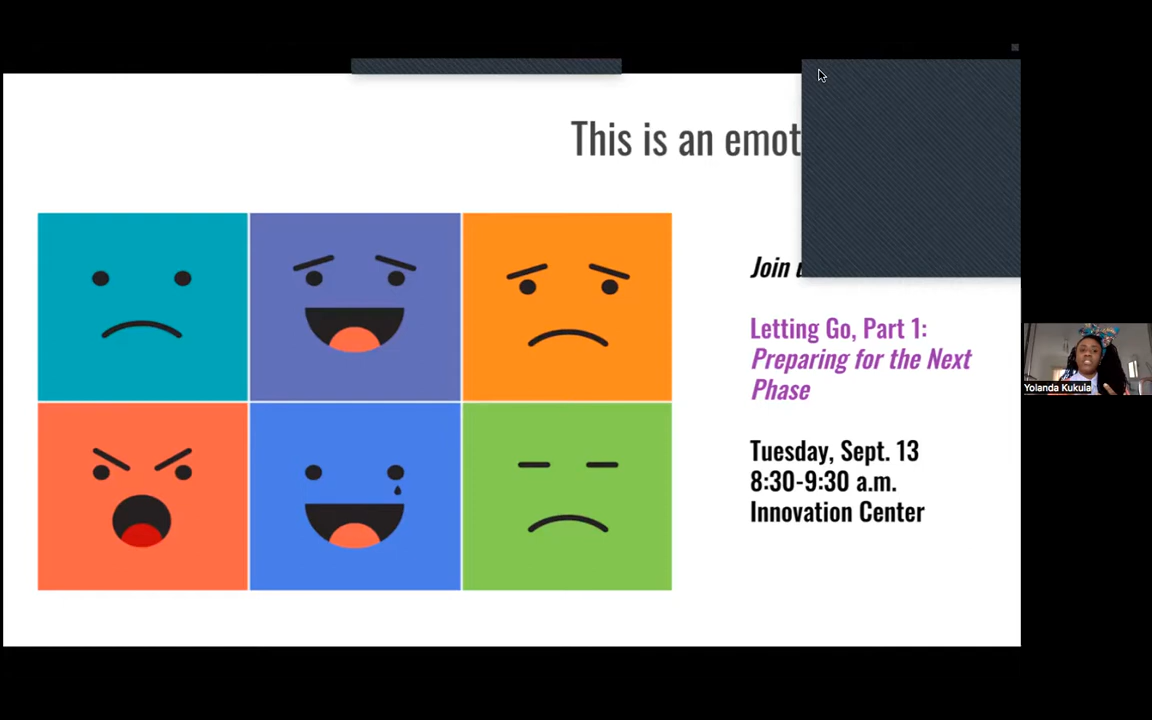 This is an emot
Join u
Letting Go, Part 1:
Preparing for the Next
Phase
Tuesday, Sept. 13
8:30-9:30 a.m.
Innovation Center
Yolanda Kukuia